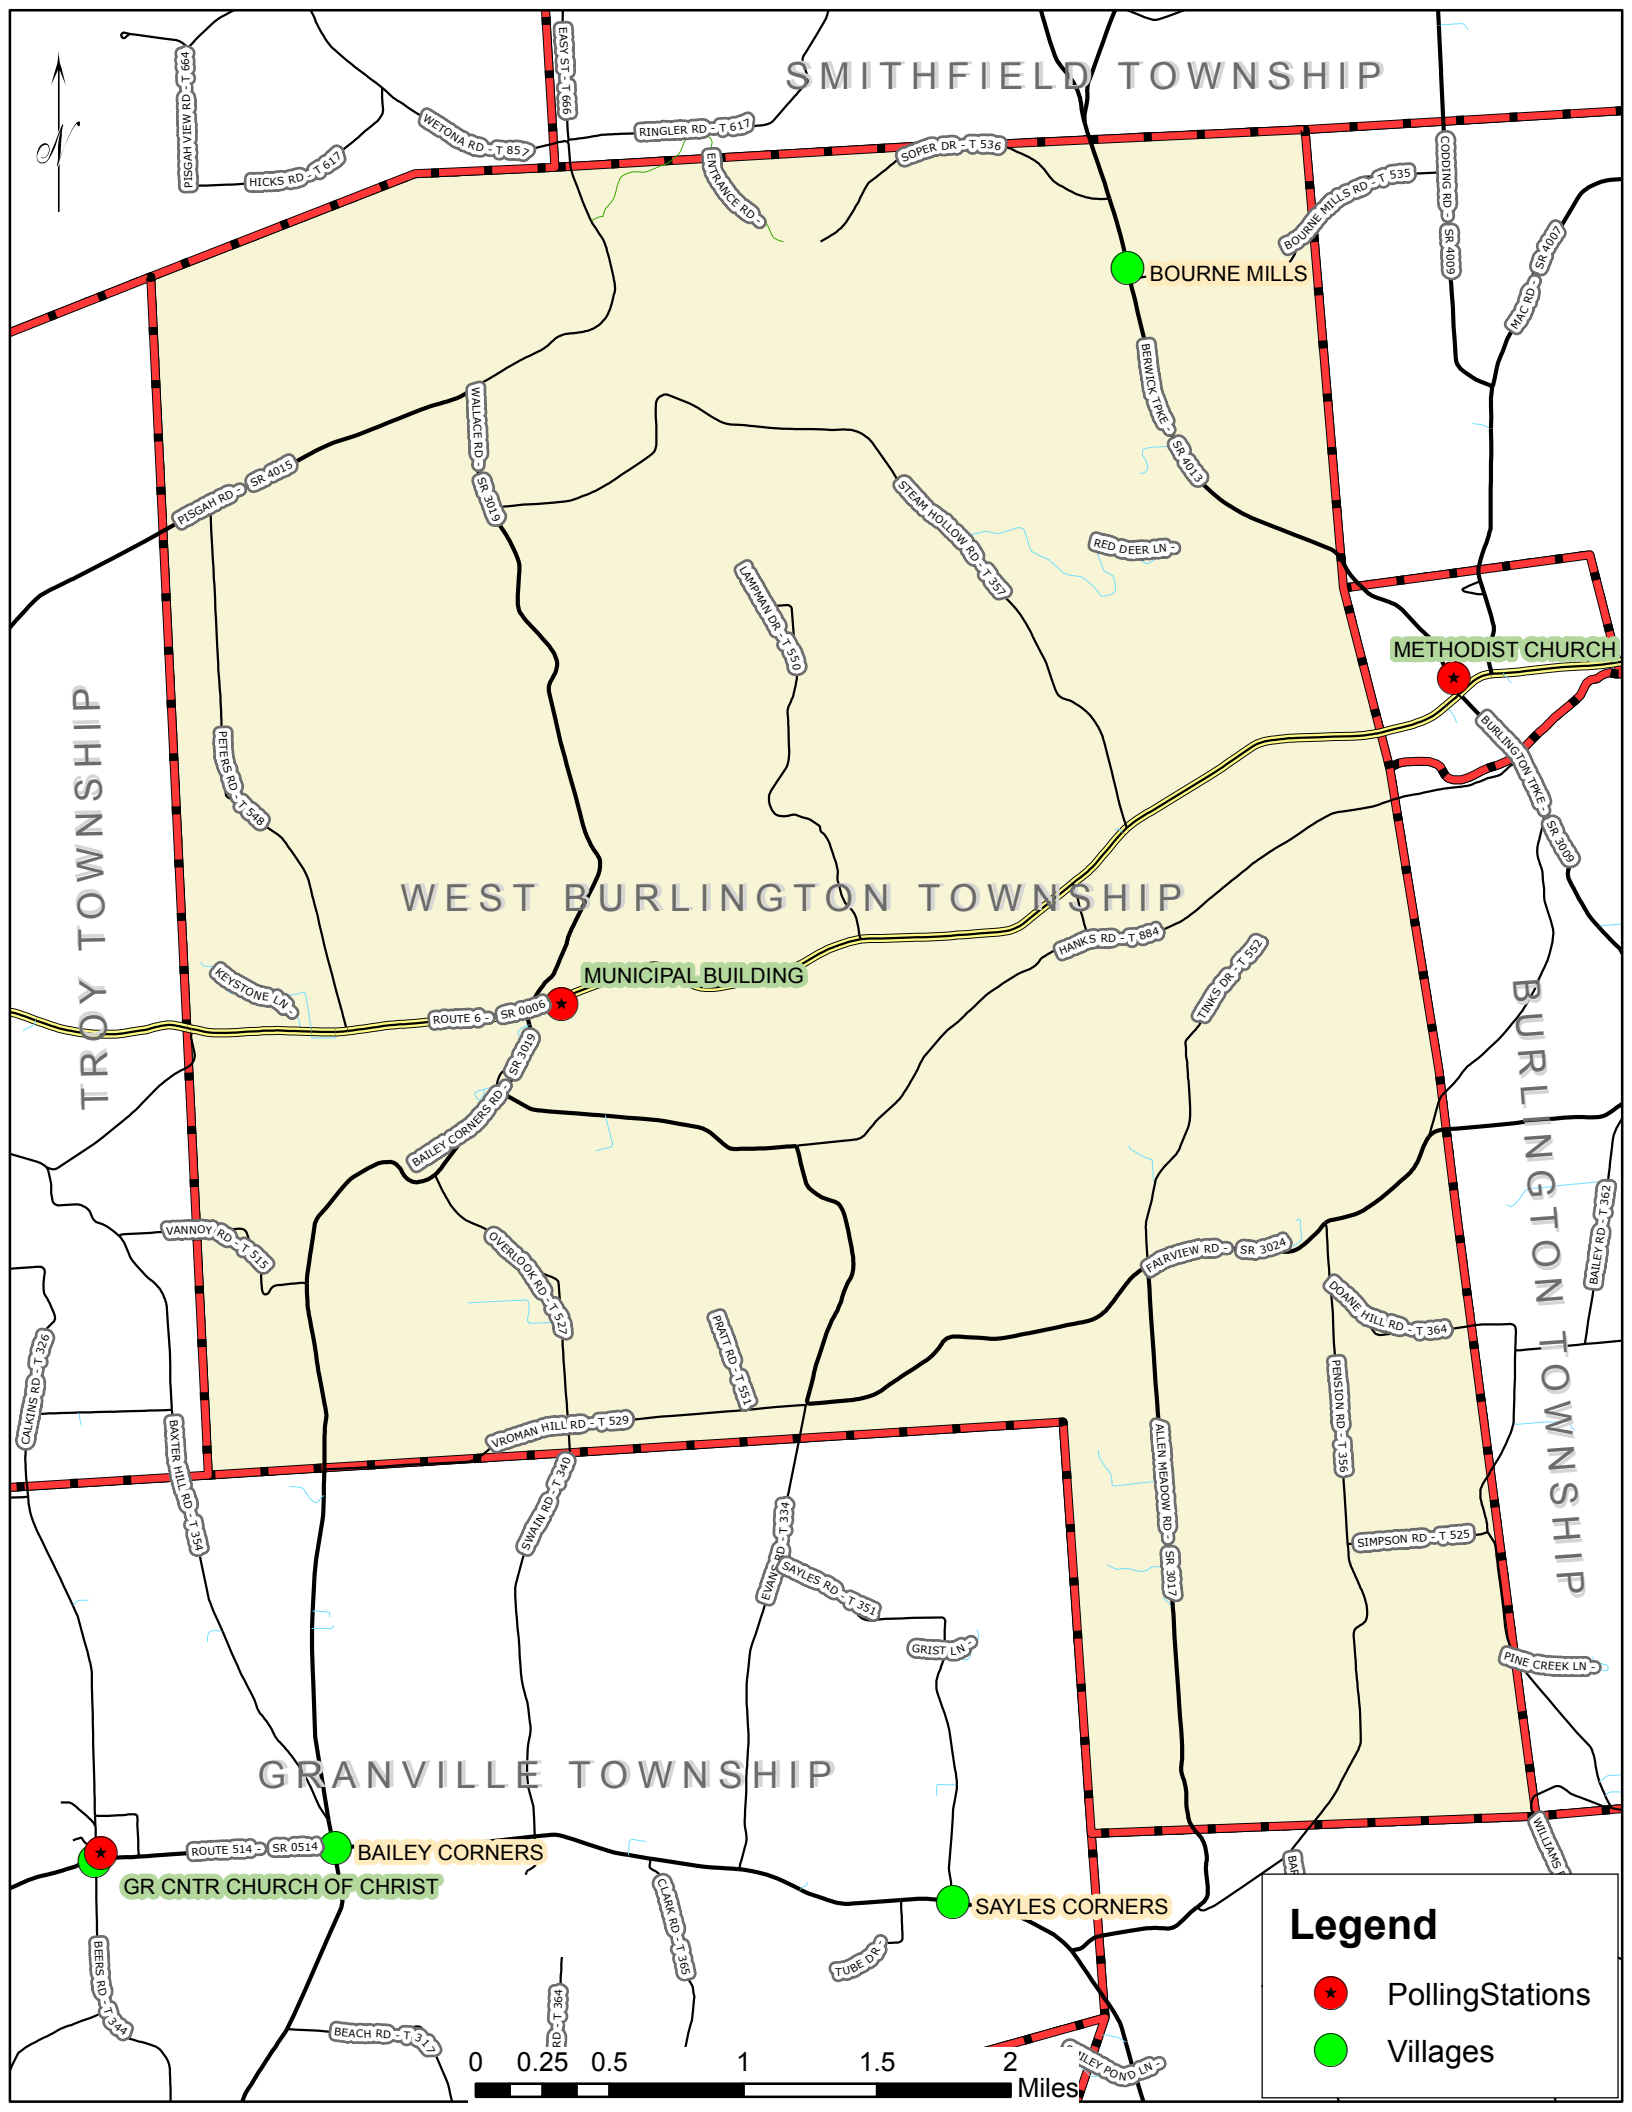 SMITHFIELD TOWNSHIP
PISGAH VIEW RD - T 664
EASY ST - T 666
WETONA RD - T 857
RINGLER RD - T 617
HICKS RD - T 617
ENTRANCE RD -
SOPER DR - T 536
CODDING RD - SR 4009
BOURNE MILLS RD - T 535
MAC RD - SR 4007
N
BOURNE MILLS
BERWICK TPKE - SR 4013
WALLACE RD - SR 3019
PISGAH RD - SR 4015
STEAM HOLLOW RD - T 357
RED DEER LN -
LAMPMAN DR - T 550
METHODIST CHURCH
BURLINGTON TPKE - SR 3009
PETERS RD - T 548
TROY TOWNSHIP
WEST BURLINGTON TOWNSHIP
HANKS RD - T 884
TINKS DR - T 552
KEYSTONE LN -
MUNICIPAL BUILDING
ROUTE 6 - SR 0006
BAILEY CORNERS RD - SR 3019
BURLINGTON TOWNSHIP
BAILEY RD - T 362
VANNOY RD - T 515
OVERLOOK RD - T 527
FAIRVIEW RD - SR 3024
DOANE HILL RD - T 364
PRATT RD - T 551
CALKINS RD - T 326
PENSION RD - T 356
VROMAN HILL RD - T 529
BAXTER HILL RD - T 354
ALLEN MEADOW RD - SR 3017
SWAIN RD - T 340
EVANS RD - T 334
SIMPSON RD - T 525
SAYLES RD - T 351
GRIST LN -
PINE CREEK LN -
GRANVILLE TOWNSHIP
ROUTE 514 - SR 0514
BAILEY CORNERS
GR CNTR CHURCH OF CHRIST
SAYLES CORNERS
CLARK RD - T 365
TUBE DR -
BEERS RD - T 344
BEACH RD - T 317
RD - T 364
WILLIAMS
Legend
PollingStations
Villages
0 0.25 0.5 1 1.5 2
Miles
POND LN -